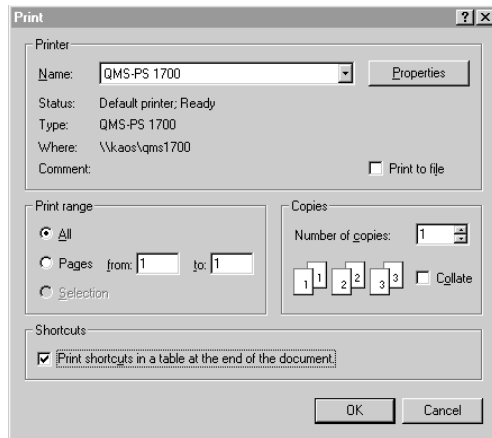 Print
Printer
Name: QMS-PS 1700 Properties
Status: Default printer; Ready
Type: QMS-PS 1700
Where: \\kaos\qms1700
Comment: Print to file
Print range
All
Pages from: 1 to: 1
Selection
Copies
Number of copies: 1
1 1 2 2 3 3 Collate
Shortcuts
Print shortcuts in a table at the end of the document.
OK Cancel